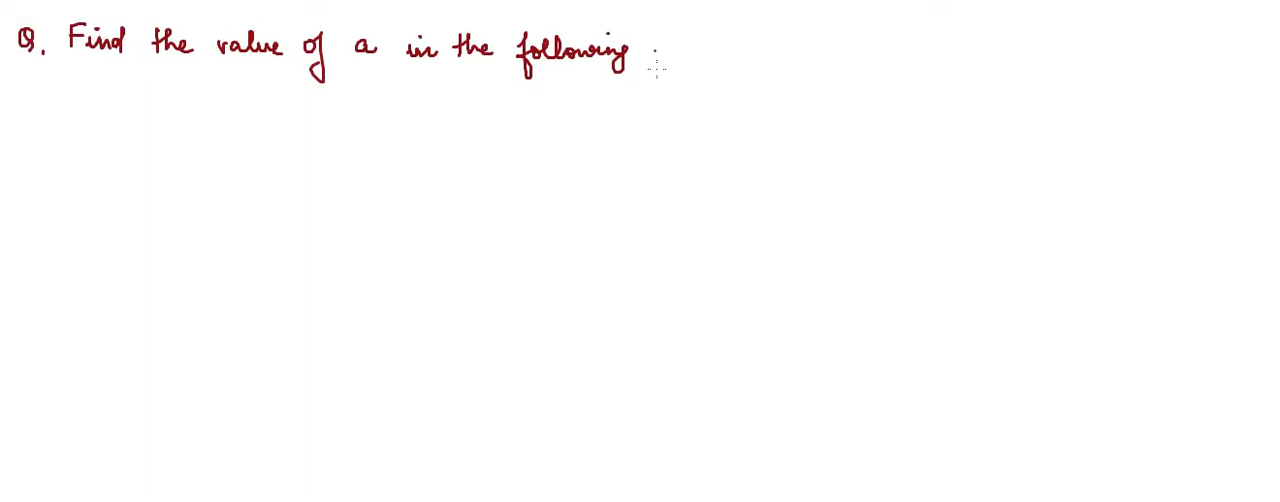 Q. Find the value of a in the following :